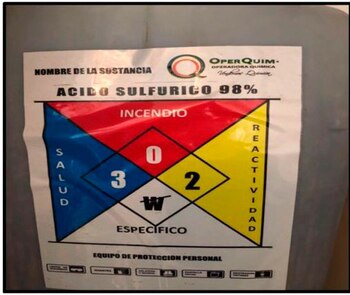 NOMBRE DE LA SUSTANCIA
OPERQUIM
OPERADORA QUIMICA
ACIDO SULFURICO 98%
INCENDIO
SALUD
REACTIVIDAD
0
3
2
W
ESPECÍFICO
EQUIPO DE PROTECCION PERSONAL